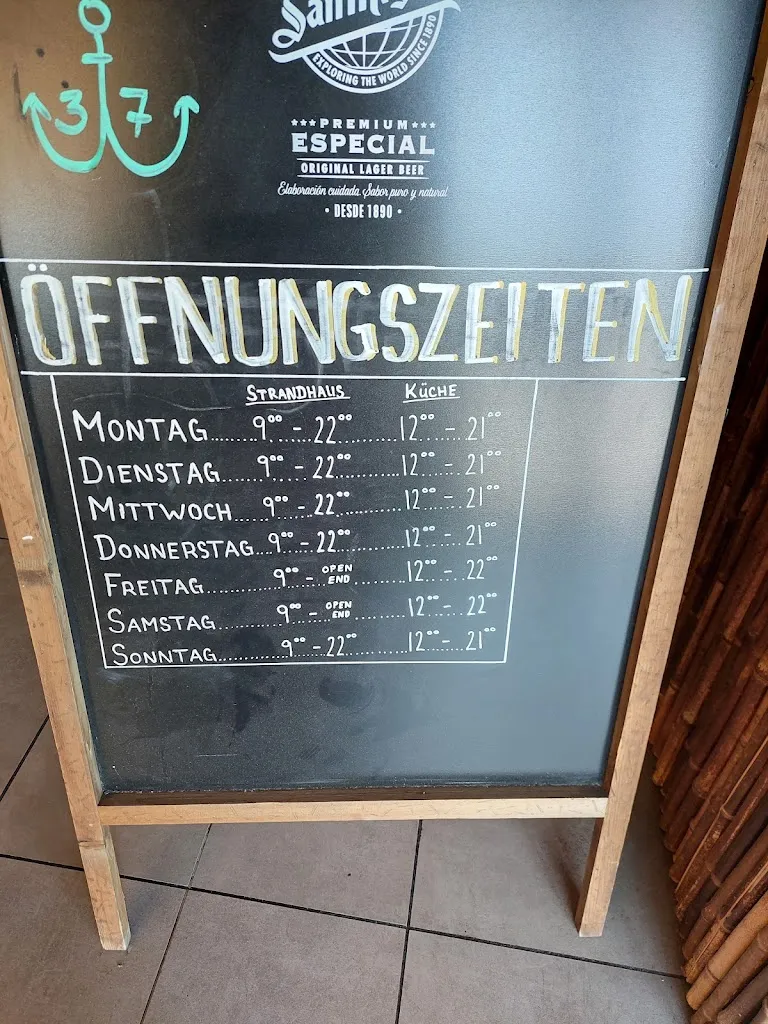 37
EXPLORING THE WORLD SINCE 1890
★★★PREMIUM★★★
ESPECIAL
ORIGINAL LAGER BEER
Elaboración cuidada. Sabor puro y natural
• DESDE 1890 •
ÖFFNUNGSZEITEN
STRANDHAUS KÜCHE
MONTAG......9⁰⁰ - 22⁰⁰......12⁰⁰ - 21⁰⁰
DIENSTAG......9⁰⁰ - 22⁰⁰......12⁰⁰ - 21⁰⁰
MITTWOCH......9⁰⁰ - 22⁰⁰......12⁰⁰ - 21⁰⁰
DONNERSTAG...9⁰⁰ - 22⁰⁰......12⁰⁰ - 21⁰⁰
FREITAG......9⁰⁰ - OPEN END......12⁰⁰ - 22⁰⁰
SAMSTAG......9⁰⁰ - OPEN END......12⁰⁰ - 22⁰⁰
SONNTAG......9⁰⁰ - 22⁰⁰......12⁰⁰ - 21⁰⁰